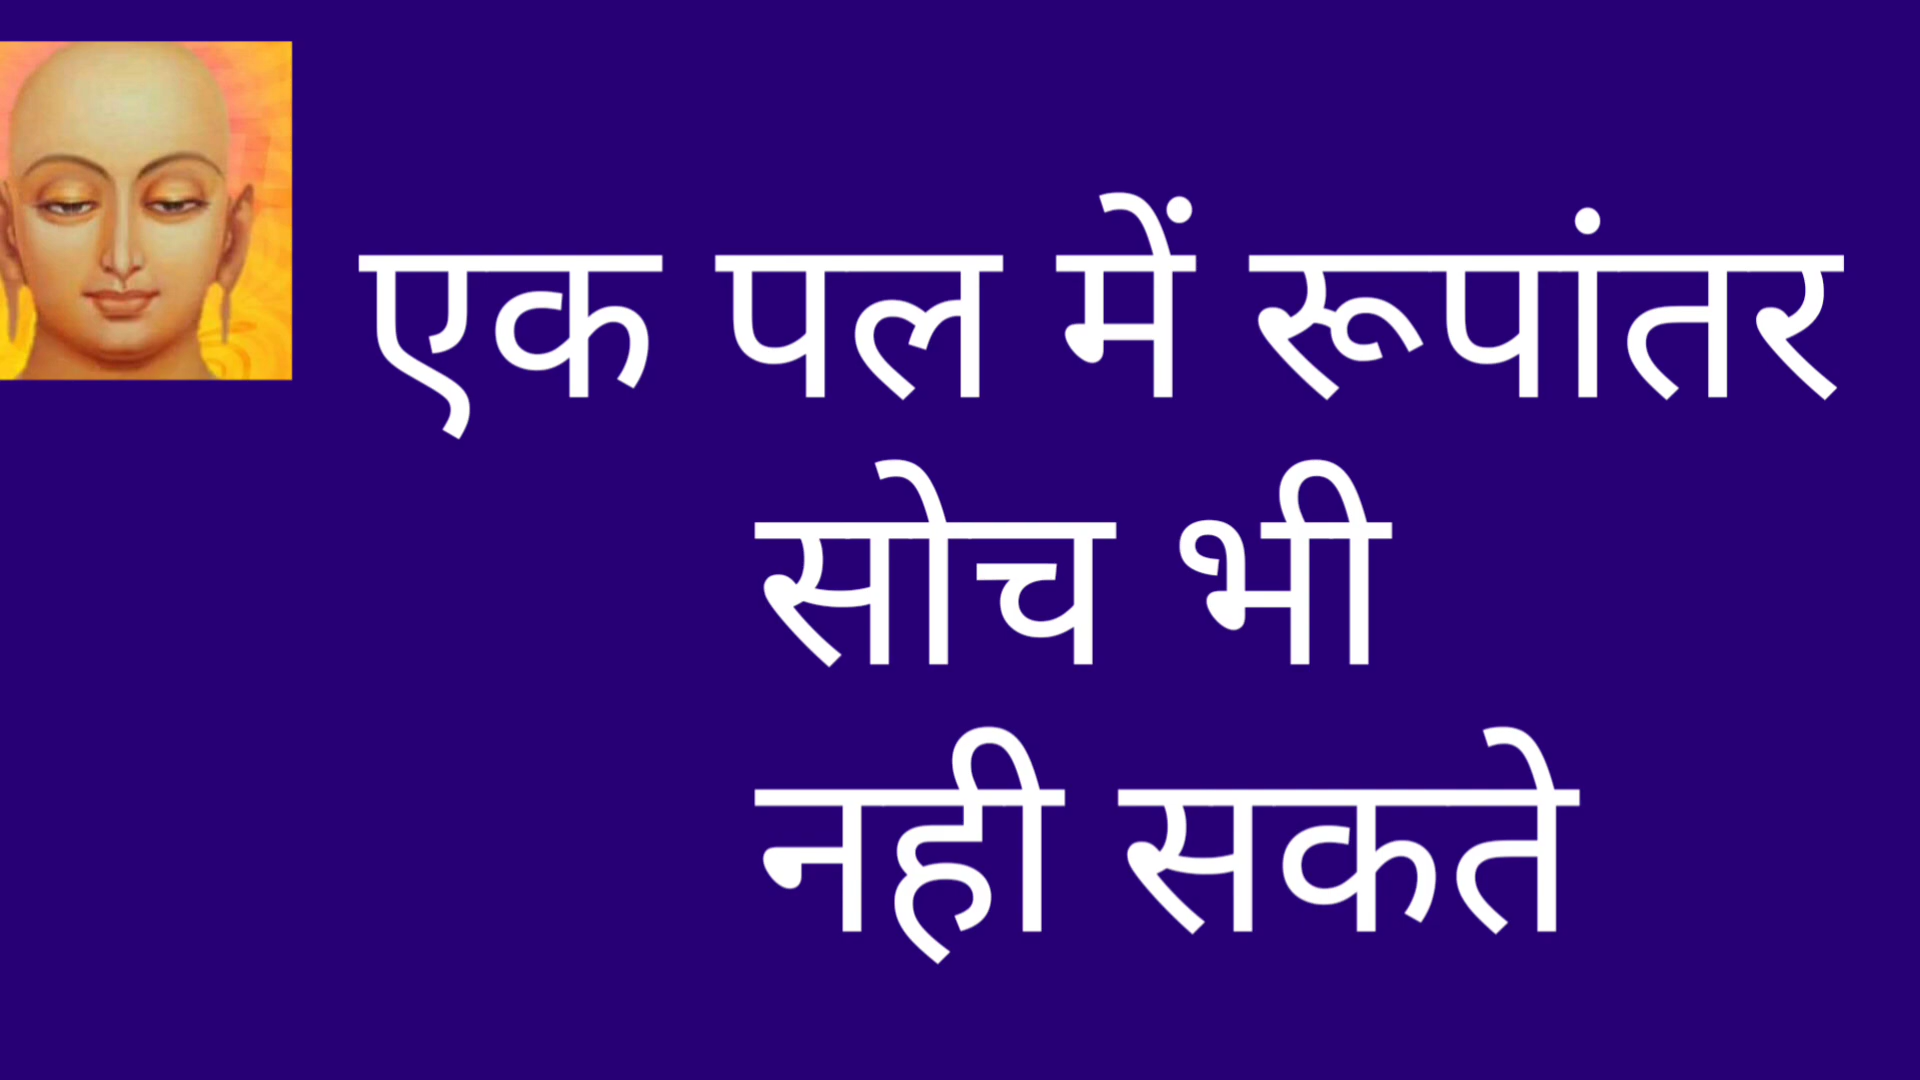 एक पल में रूपांतर
सोच भी
नही सकते